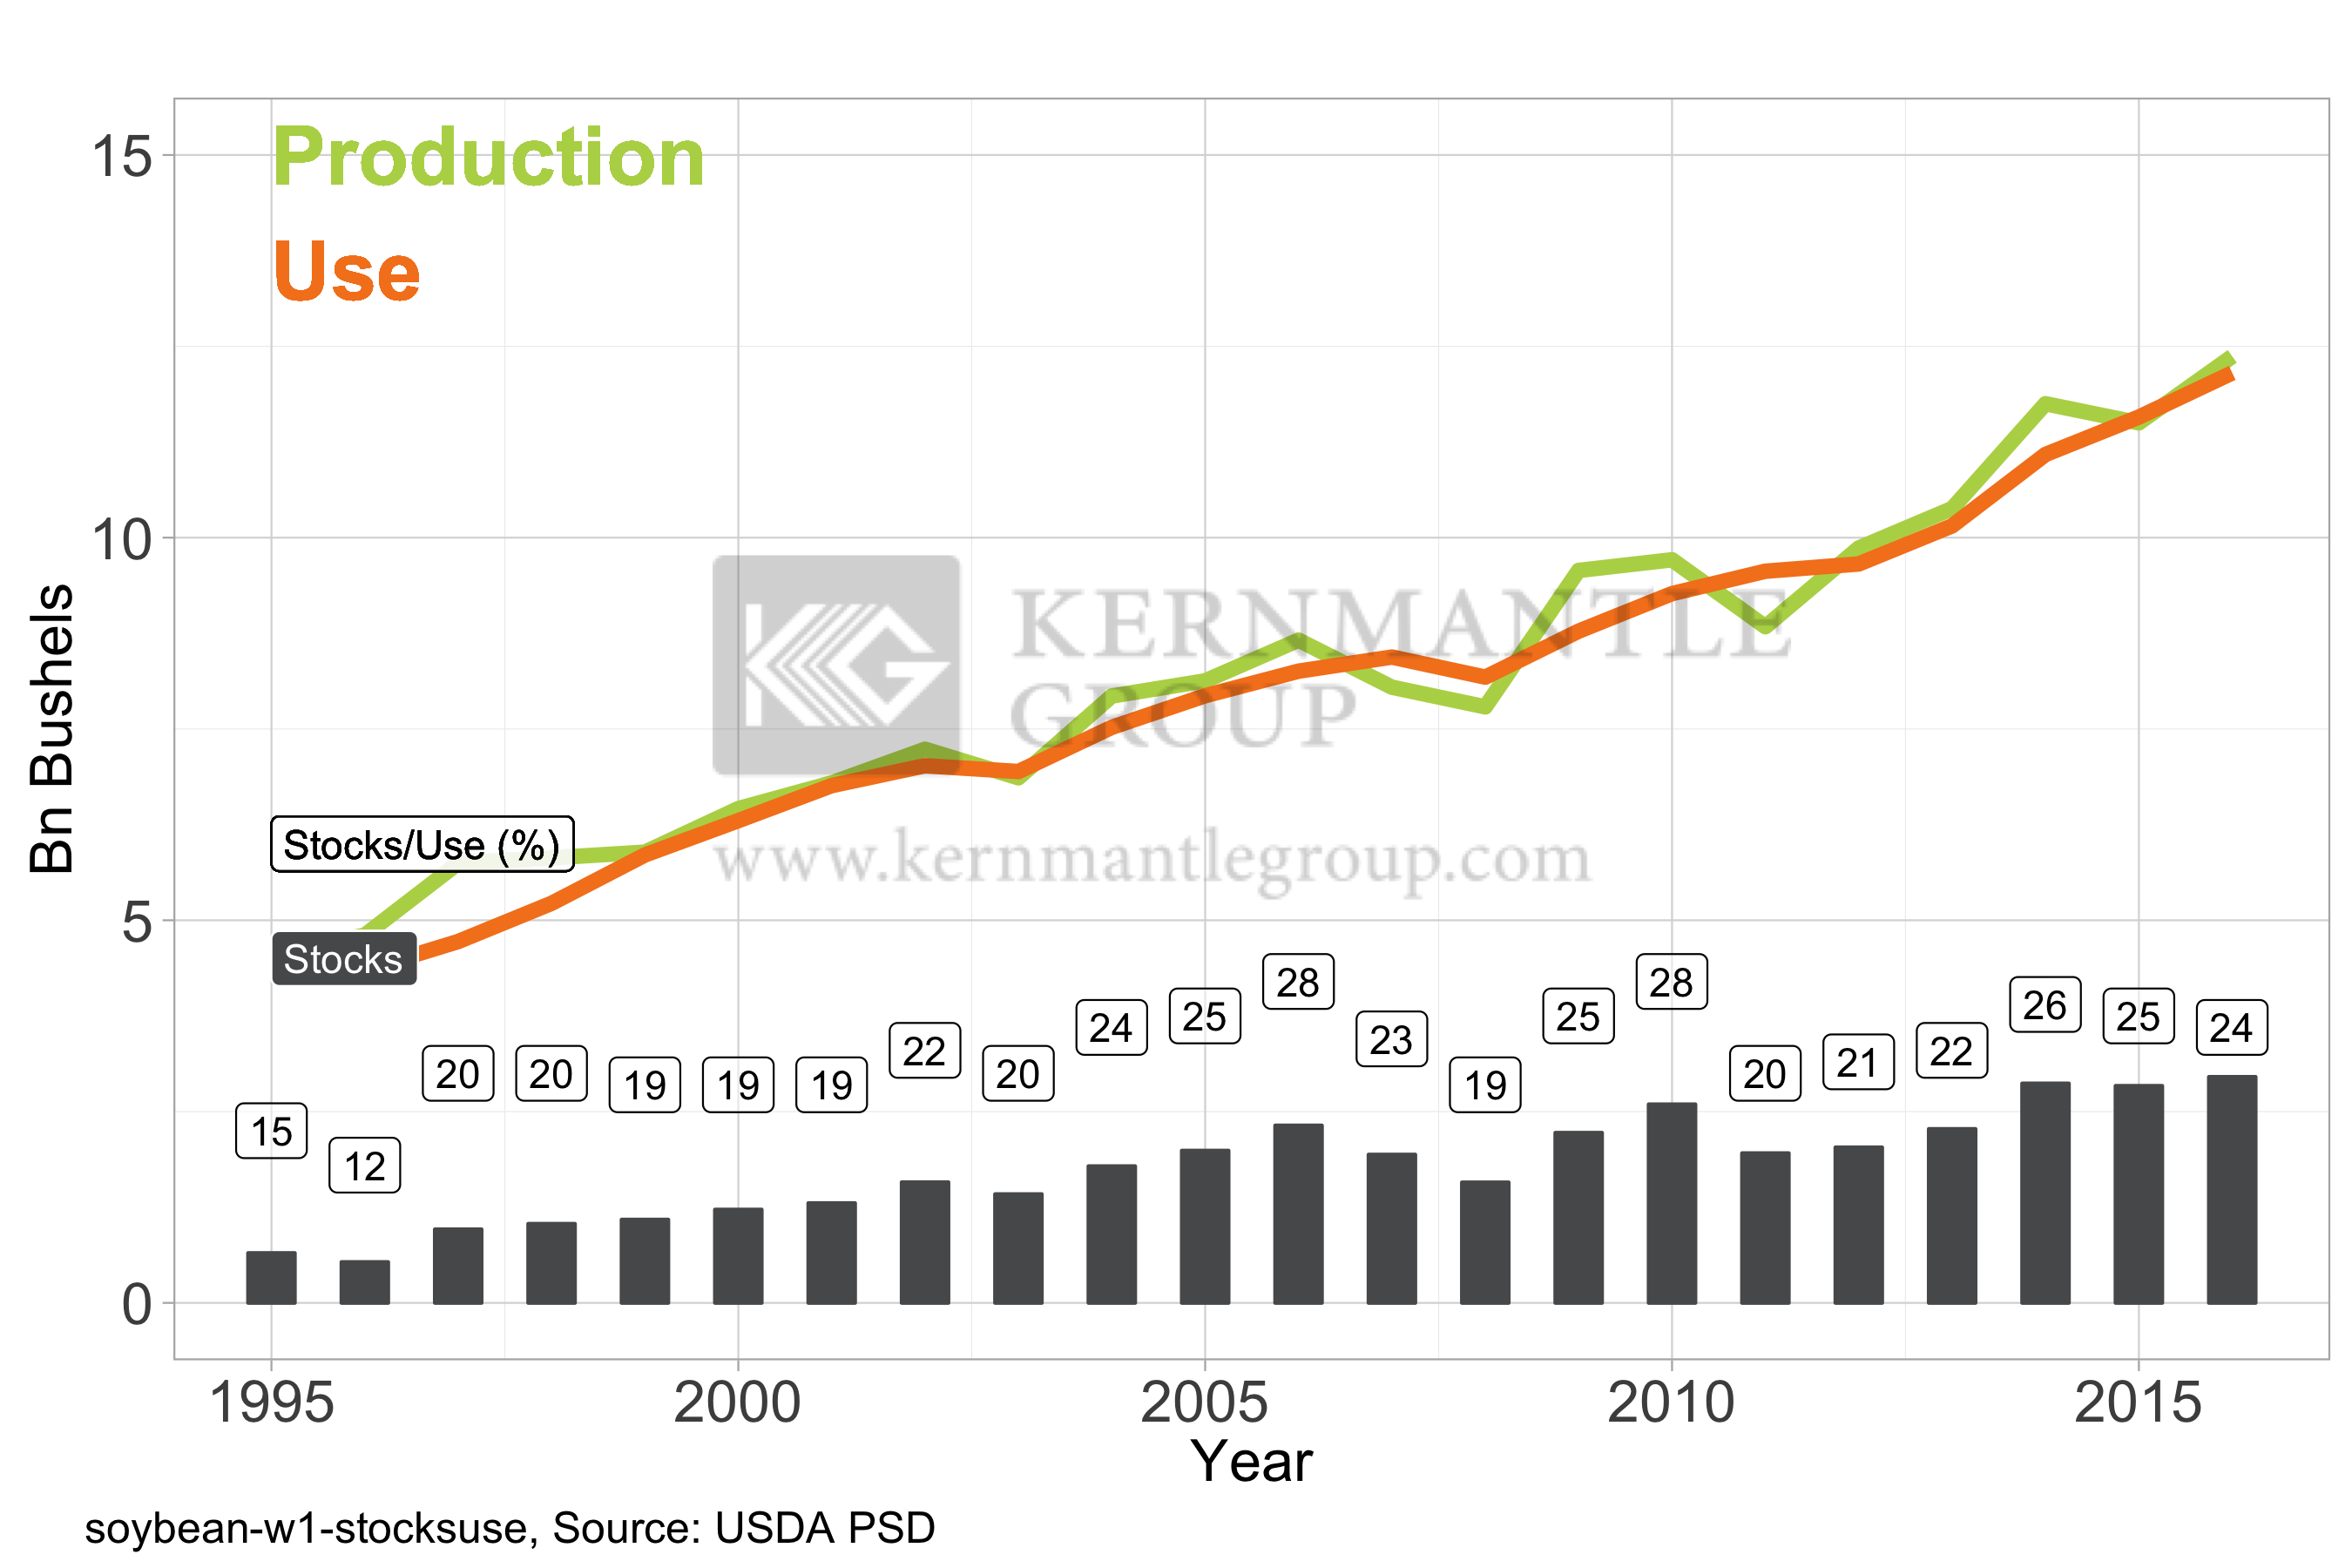 15
Production
Use
10
Bn Bushels
KG KERNMANTLE
GROUP
www.kernmantlegroup.com
Stocks/Use (%)
5
Stocks
15 12 20 20 19 19 19 22 20 24 25 28 23 19 25 28 20 21 22 26 25 24
0
1995 2000 2005 2010 2015
Year
soybean-w1-stocksuse, Source: USDA PSD